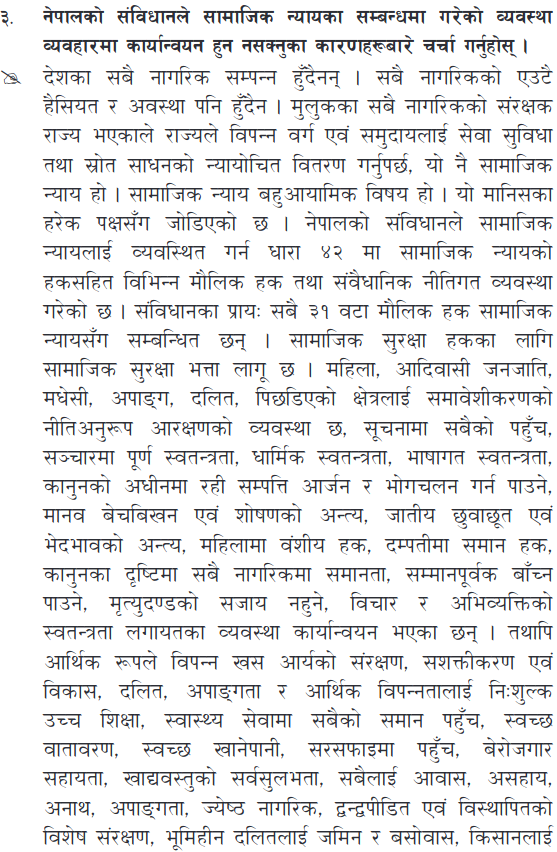 ३. नेपालको संविधानले सामाजिक न्यायका सम्बन्धमा गरेको व्यवस्था
व्यवहारमा कार्यान्वयन हुन नसक्नुका कारणहरूबारे चर्चा गर्नुहोस् ।
देशका सबै नागरिक सम्पन्न हुँदैनन् । सबै नागरिकको एउटै
हैसियत र अवस्था पनि हुँदैन । मुलुकका सबै नागरिकको संरक्षक
राज्य भएकाले राज्यले विपन्न वर्ग एवं समुदायलाई सेवा सुविधा
तथा स्रोत साधनको न्यायोचित वितरण गर्नुपर्छ, यो नै सामाजिक
न्याय हो । सामाजिक न्याय बहुआयामिक विषय हो । यो मानिसका
हरेक पक्षसँग जोडिएको छ । नेपालको संविधानले सामाजिक
न्यायलाई व्यवस्थित गर्न धारा ४२ मा सामाजिक न्यायको
हकसहित विभिन्न मौलिक हक तथा संवैधानिक नीतिगत व्यवस्था
गरेको छ । संविधानका प्रायः सबै ३१ वटा मौलिक हक सामाजिक
न्यायसँग सम्बन्धित छन् । सामाजिक सुरक्षा हकका लागि
सामाजिक सुरक्षा भत्ता लागू छ । महिला, आदिवासी जनजाति,
मधेसी, अपाङ्ग, दलित, पिछडिएको क्षेत्रलाई समावेशीकरणको
नीतिअनुरूप आरक्षणको व्यवस्था छ, सूचनामा सबैको पहुँच,
सञ्चारमा पूर्ण स्वतन्त्रता, धार्मिक स्वतन्त्रता, भाषागत स्वतन्त्रता,
कानुनको अधीनमा रही सम्पत्ति आर्जन र भोगचलन गर्न पाउने,
मानव बेचबिखन एवं शोषणको अन्त्य, जातीय छुवाछूत एवं
भेदभावको अन्त्य, महिलामा वंशीय हक, दम्पतीमा समान हक,
कानुनका दृष्टिमा सबै नागरिकमा समानता, सम्मानपूर्वक बाँच्न
पाउने, मृत्युदण्डको सजाय नहुने, विचार र अभिव्यक्तिको
स्वतन्त्रता लगायतका व्यवस्था कार्यान्वयन भएका छन् । तथापि
आर्थिक रूपले विपन्न खस आर्यको संरक्षण, सशक्तीकरण एवं
विकास, दलित, अपाङ्गता र आर्थिक विपन्नतालाई निःशुल्क
उच्च शिक्षा, स्वास्थ्य सेवामा सबैको समान पहुँच, स्वच्छ
वातावरण, स्वच्छ खानेपानी, सरसफाइमा पहुँच, बेरोजगार
सहायता, खाद्यवस्तुको सर्वसुलभता, सबैलाई आवास, असहाय,
अनाथ, अपाङ्गता, ज्येष्ठ नागरिक, द्वन्द्वपीडित एवं विस्थापितको
विशेष संरक्षण, भूमिहीन दलितलाई जमिन र बसोवास, किसानलाई